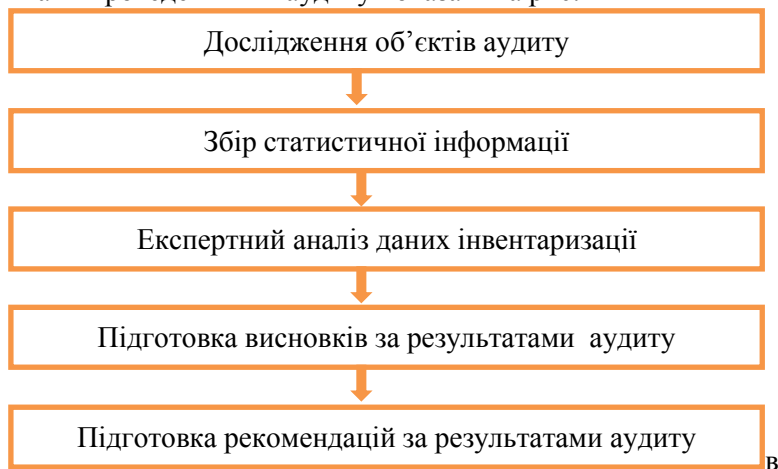 Дослідження об’єктів аудиту
Збір статистичної інформації
Експертний аналіз даних інвентаризації
Підготовка висновків за результатами аудиту
Підготовка рекомендацій за результатами аудиту
в